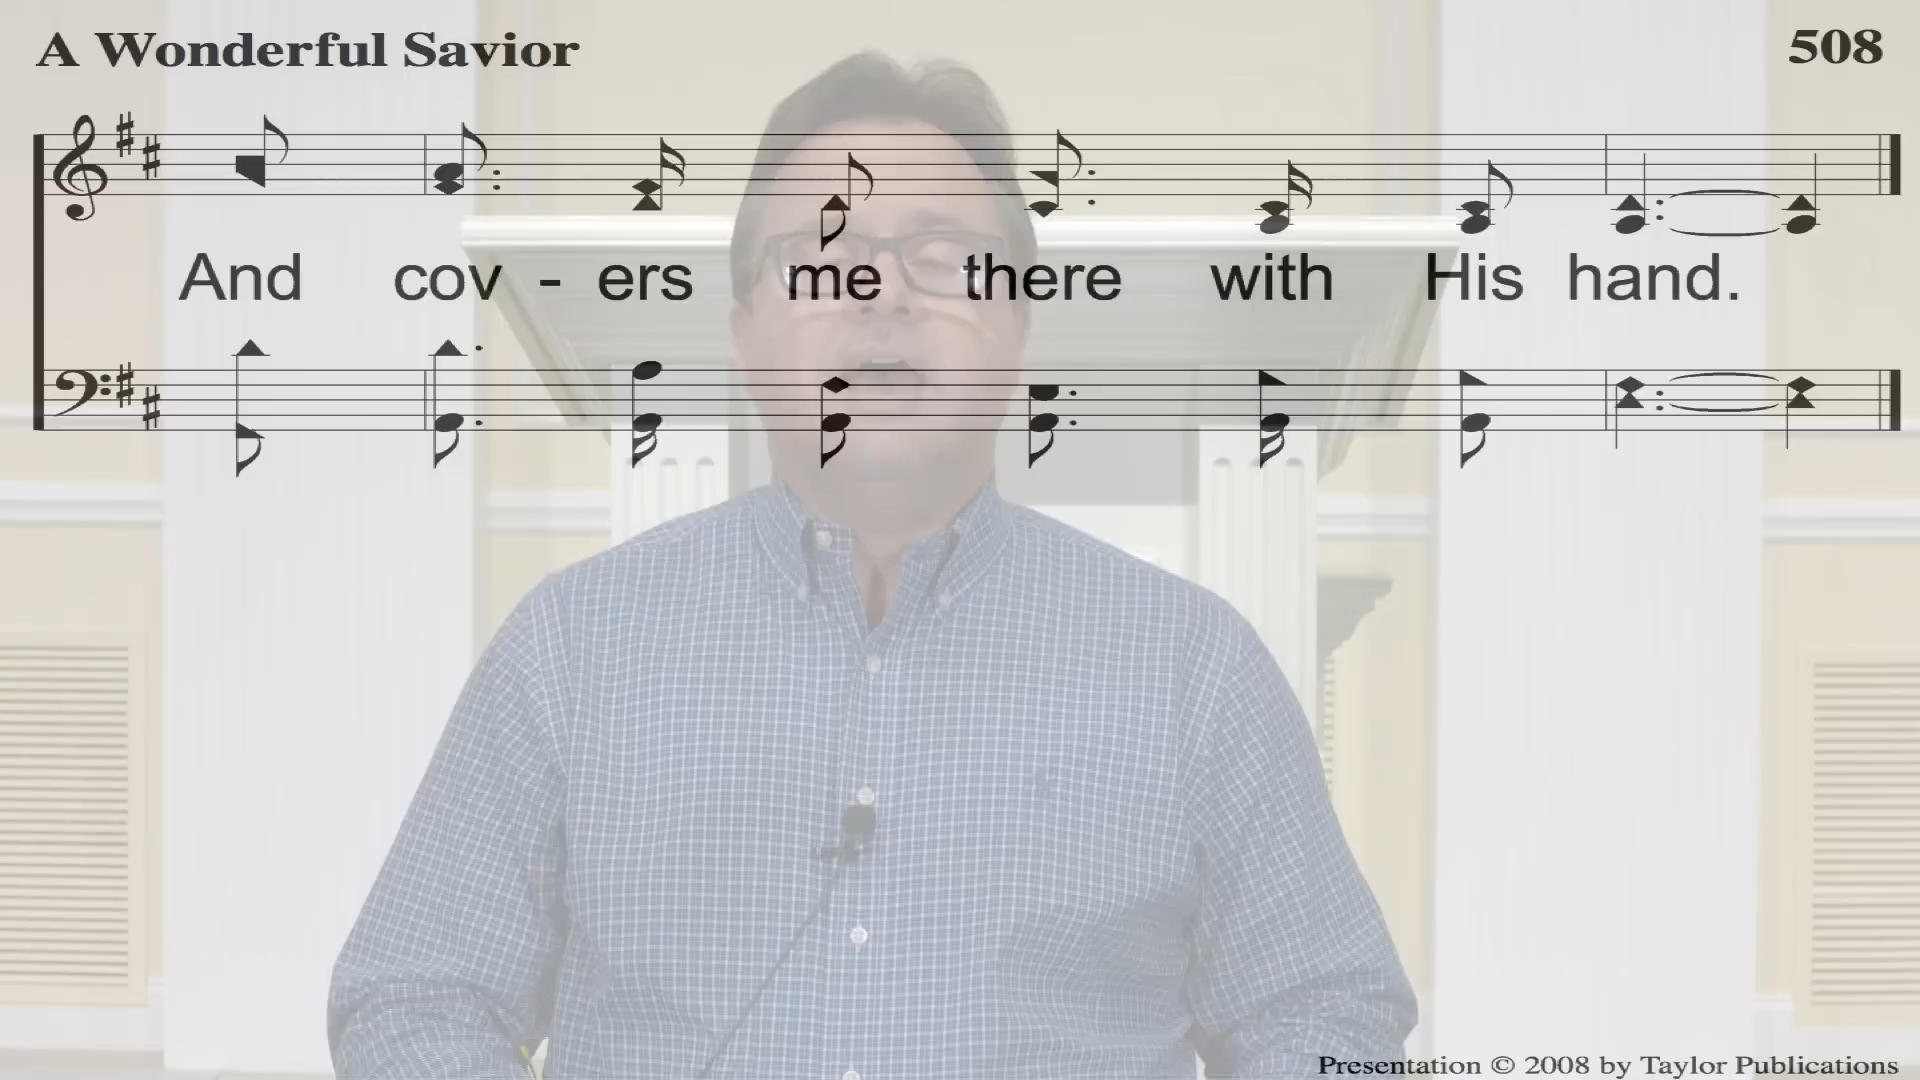 A Wonderful Savior 508
And cov - ers me there with His hand.
Presentation © 2008 by Taylor Publications